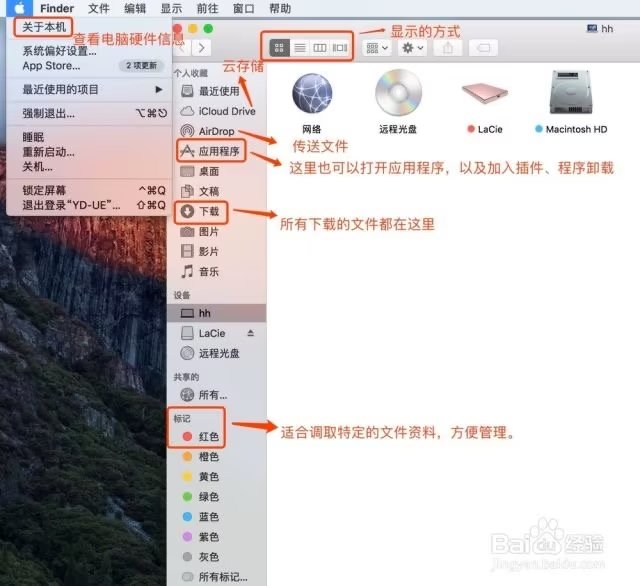 Finder 文件 编辑 显示 前往 窗口 帮助
关于本机
查看电脑硬件信息
系统偏好设置...
App Store... 2 项更新
最近使用的项目
强制退出... ⌥⌘⎋
睡眠
重新启动...
关机...
锁定屏幕 ^⌘Q
退出登录“YD-UE”... ⇧⌘Q
显示的方式
hh
个人收藏
云存储
最近使用
iCloud Drive
AirDrop
传送文件
应用程序
这里也可以打开应用程序，以及加入插件、程序卸载
桌面
文稿
下载
所有下载的文件都在这里
图片
影片
音乐
设备
hh
LaCie
远程光盘
共享的
所有...
标记
红色
适合调取特定的文件资料，方便管理。
橙色
黄色
绿色
蓝色
紫色
灰色
所有标记...
网络
远程光盘
LaCie
Macintosh HD
Baidu经验
jingyan.baidu.com